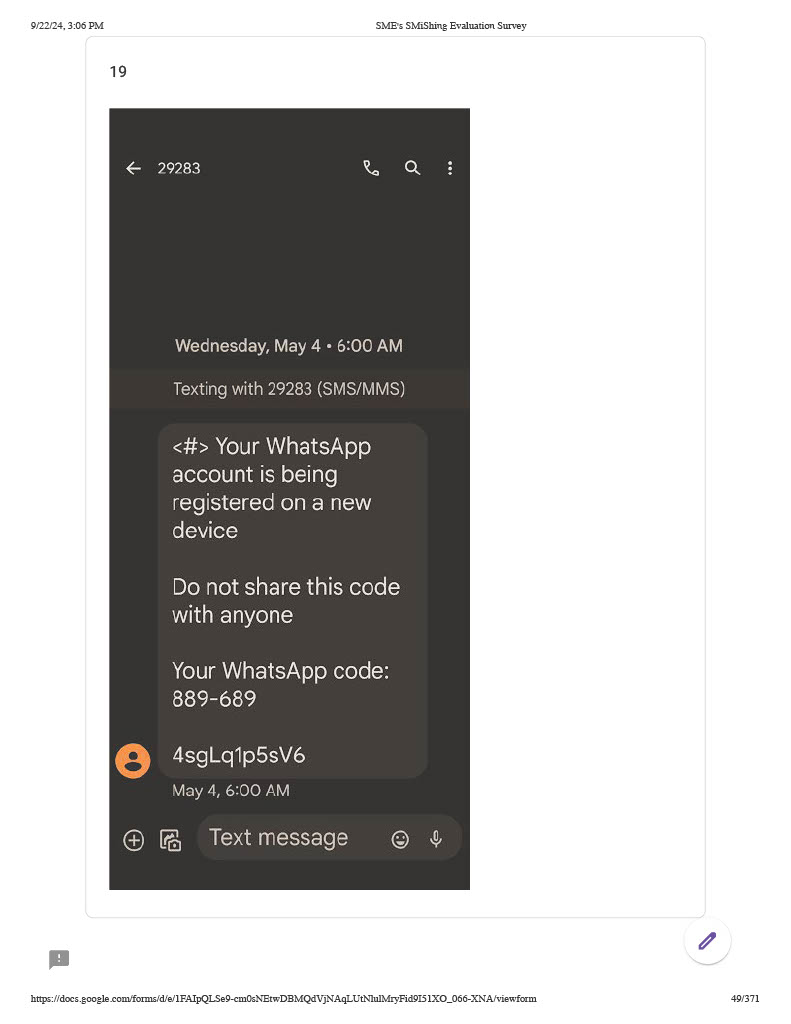 9/22/24, 3:06 PM
SME's SMiShing Evaluation Survey
19
29283
Wednesday, May 4 • 6:00 AM
Texting with 29283 (SMS/MMS)
<#> Your WhatsApp
account is being
registered on a new
device
Do not share this code
with anyone
Your WhatsApp code:
889-689
4sgLq1p5sV6
May 4, 6:00 AM
Text message
https://docs.google.com/forms/d/e/1FAIpQLSe9-cm0sNEtwDBMQdVjNAqLUtNlulMryFid9I51XO_066-XNA/viewform
49/371